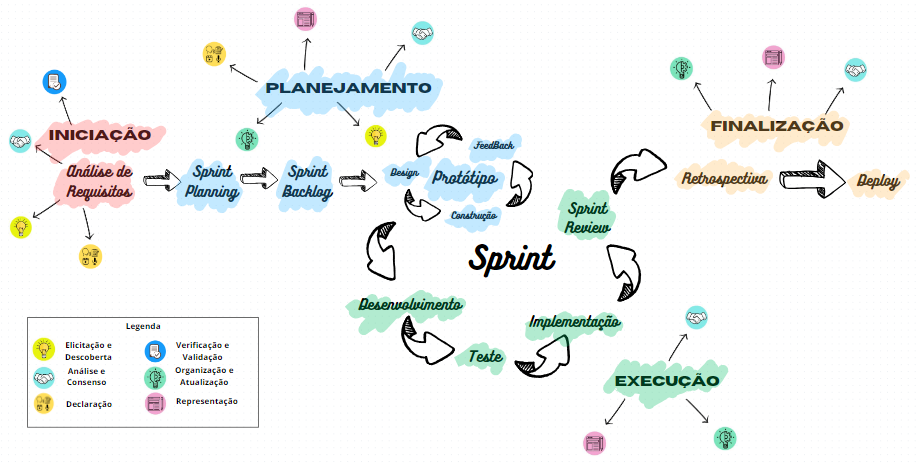 PLANEJAMENTO
INICIAÇÃO
FINALIZAÇÃO
Análise de
Requisitos
Sprint
Planning
Sprint
Backlog
Design
FeedBack
Protótipo
Construção
Sprint
Review
Retrospectiva
Deploy
Sprint
Desenvolvimento
Teste
Implementação
EXECUÇÃO
Legenda
Elicitação e
Descoberta
Verificação e
Validação
Análise e
Consenso
Organização e
Atualização
Declaração
Representação